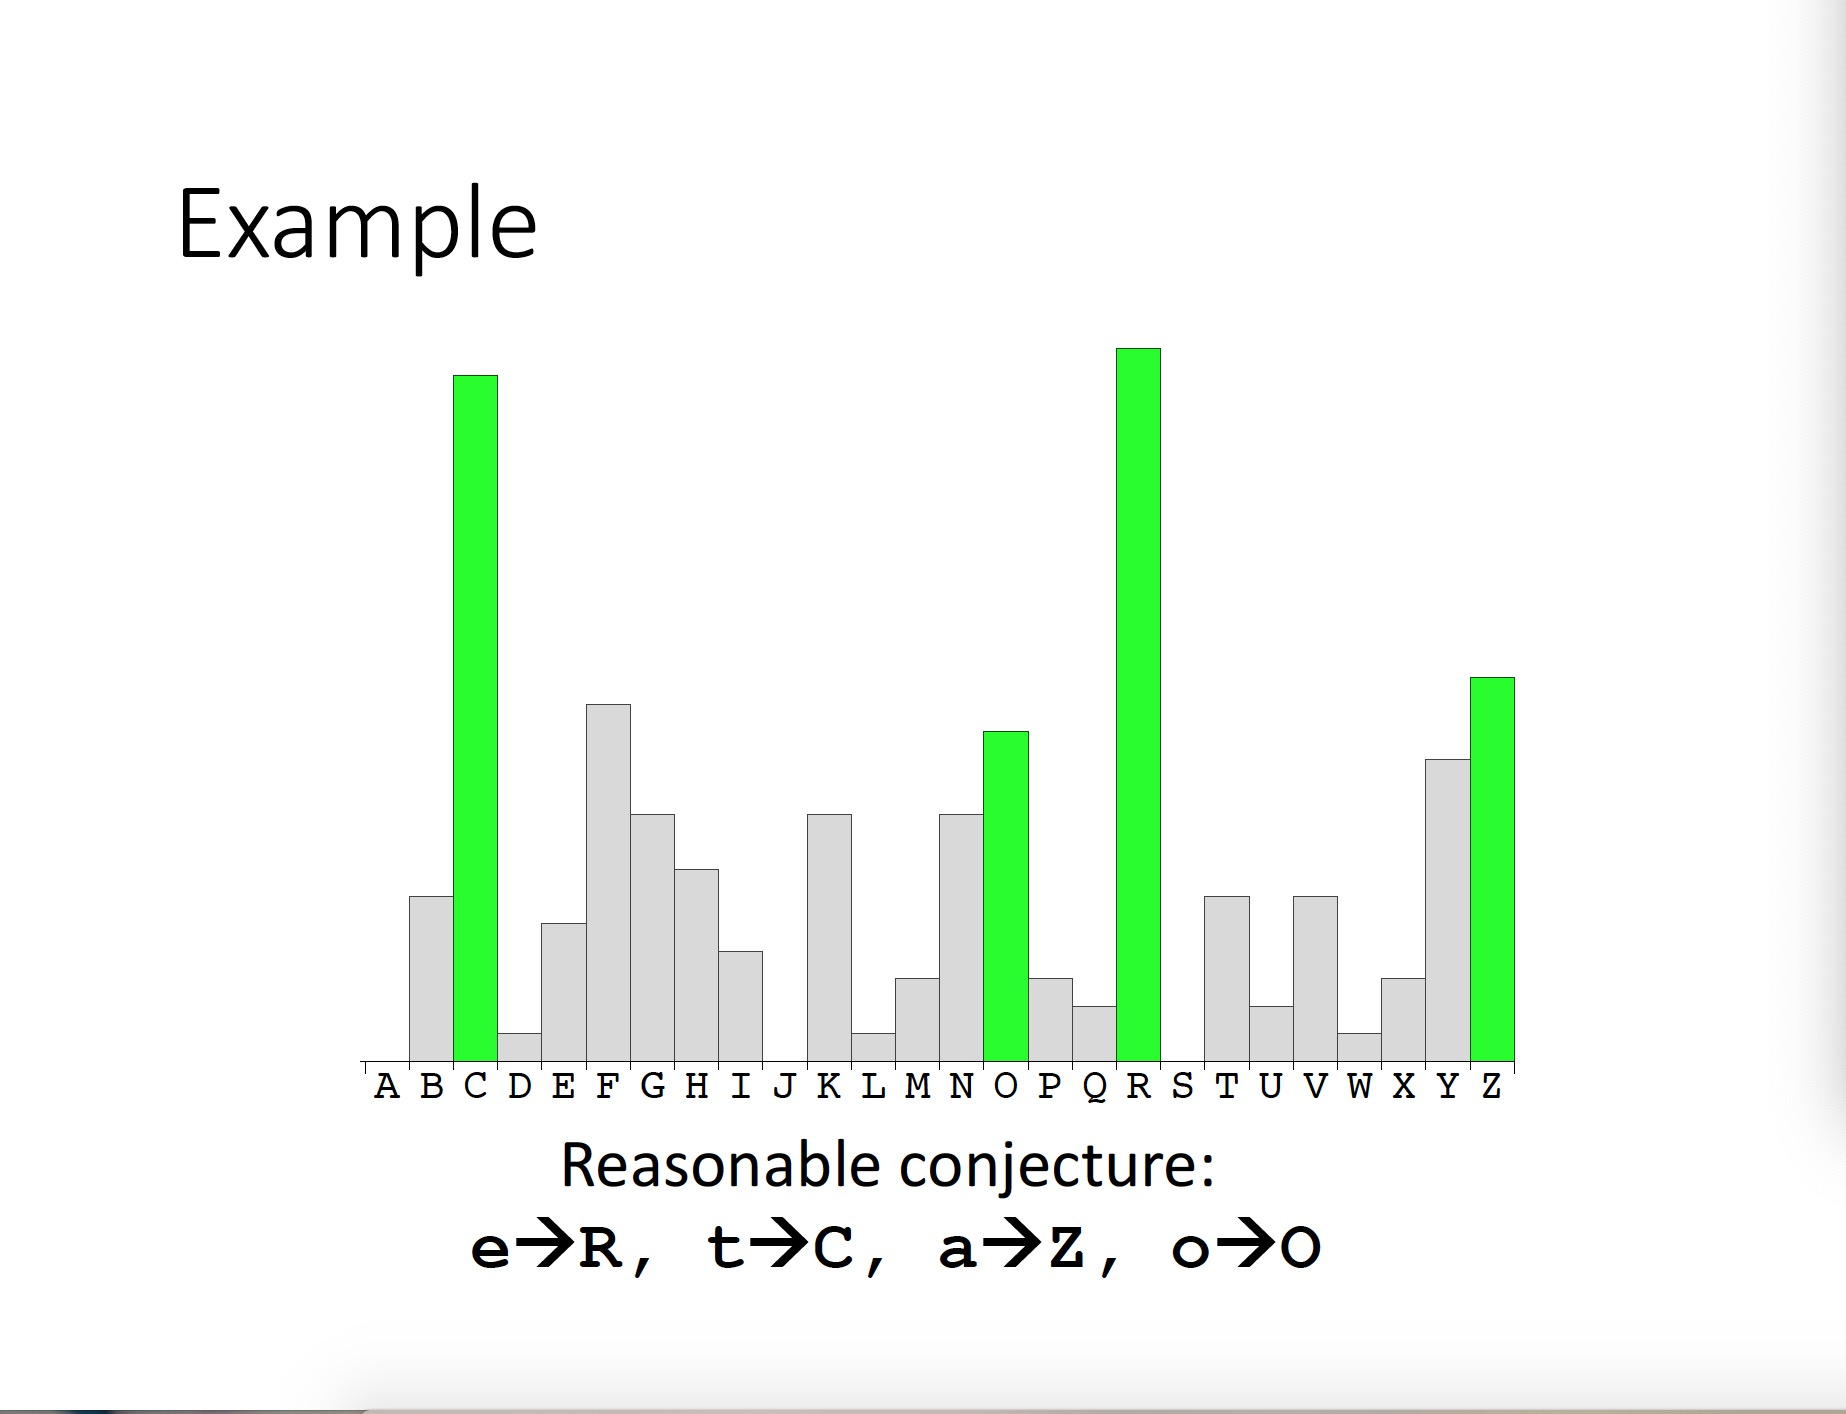 Example
A B C D E F G H I J K L M N O P Q R S T U V W X Y Z
Reasonable conjecture:
e→R, t→C, a→Z, o→O